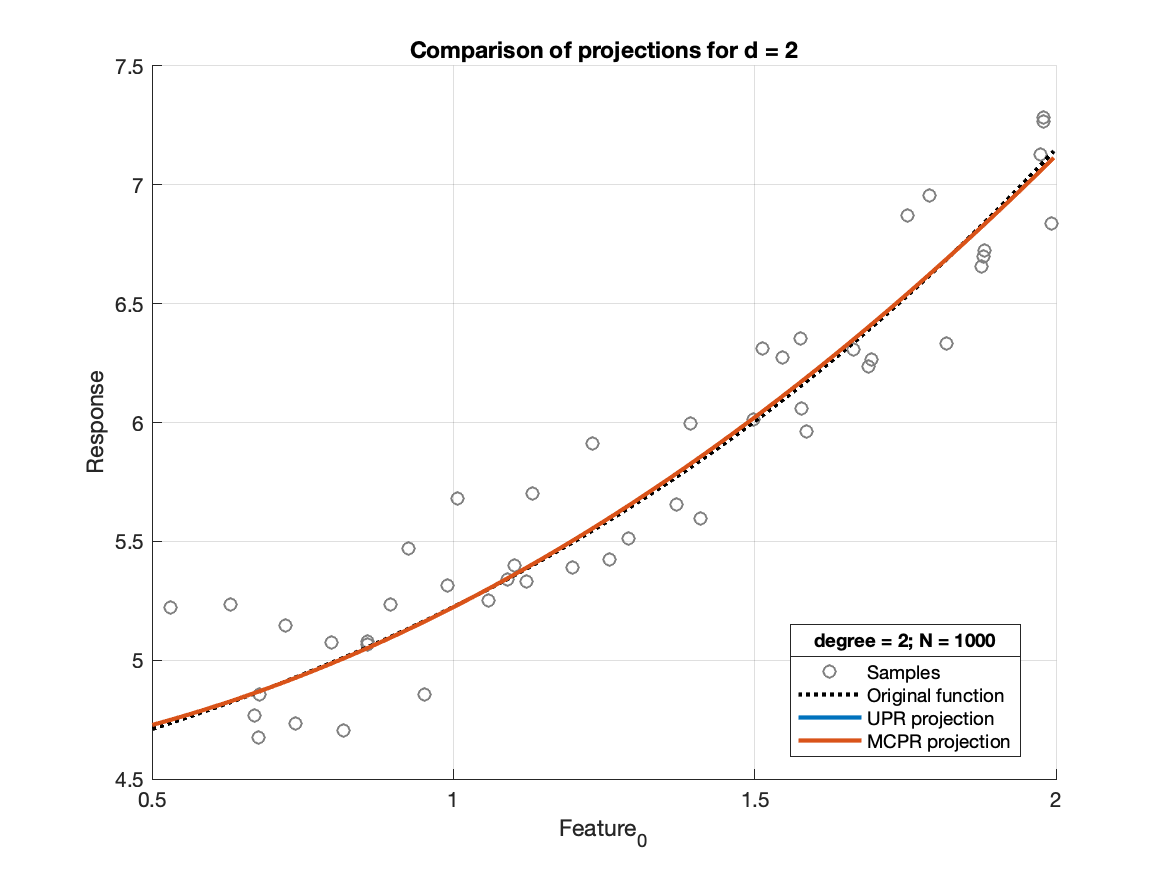 Comparison of projections for d = 2
7.5
7
6.5
6
5.5
5
4.5
Response
0.5 1 1.5 2
Feature0
degree = 2; N = 1000
Samples
Original function
UPR projection
MCPR projection